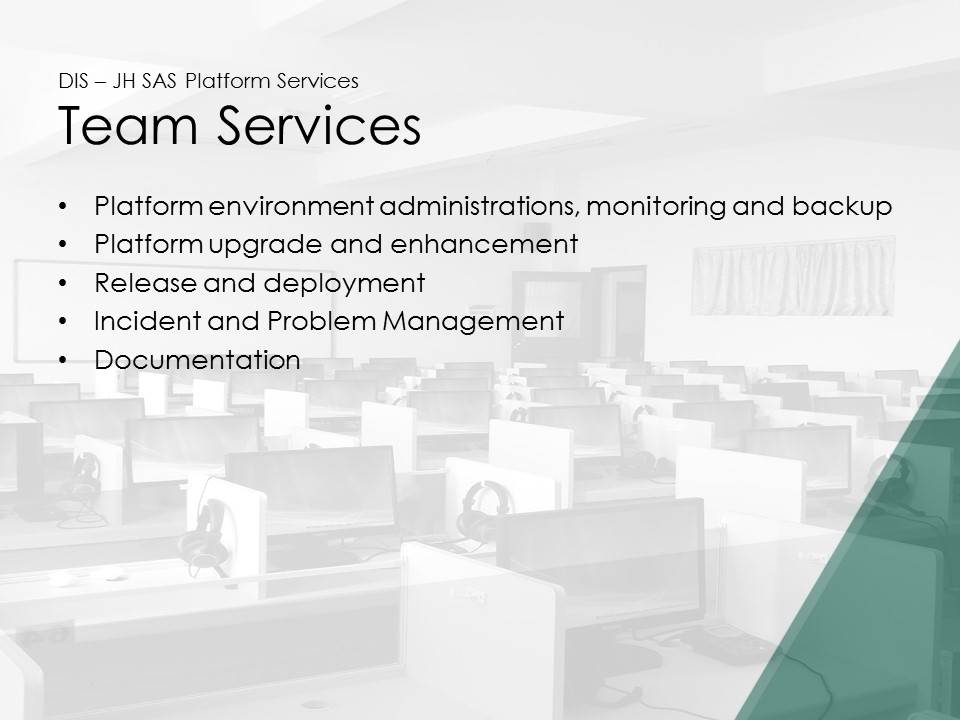 DIS – JH SAS Platform Services
Team Services
• Platform environment administrations, monitoring and backup
• Platform upgrade and enhancement
• Release and deployment
• Incident and Problem Management
• Documentation